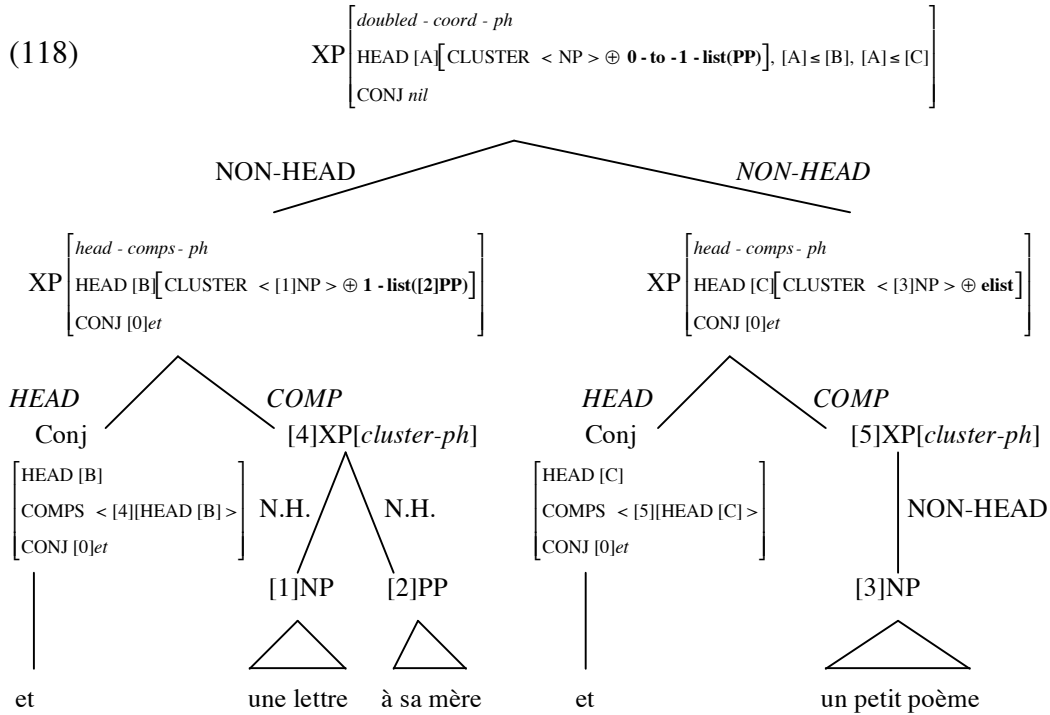 (118)
XP
doubled - coord - ph
HEAD [A][CLUSTER < NP > ⊕ 0 - to - 1 - list(PP)], [A] ≤ [B], [A] ≤ [C]
CONJ nil
NON-HEAD NON-HEAD
XP
head - comps - ph
HEAD [B][CLUSTER < [1]NP > ⊕ 1 - list([2]PP)]
CONJ [0]et
XP
head - comps - ph
HEAD [C][CLUSTER < [3]NP > ⊕ elist]
CONJ [0]et
HEAD COMP HEAD COMP
Conj [4]XP[cluster-ph] Conj [5]XP[cluster-ph]
HEAD [B]
COMPS < [4][HEAD [B] >
CONJ [0]et
N.H. N.H.
HEAD [C]
COMPS < [5][HEAD [C] >
CONJ [0]et
NON-HEAD
[1]NP [2]PP [3]NP
et une lettre à sa mère et un petit poème